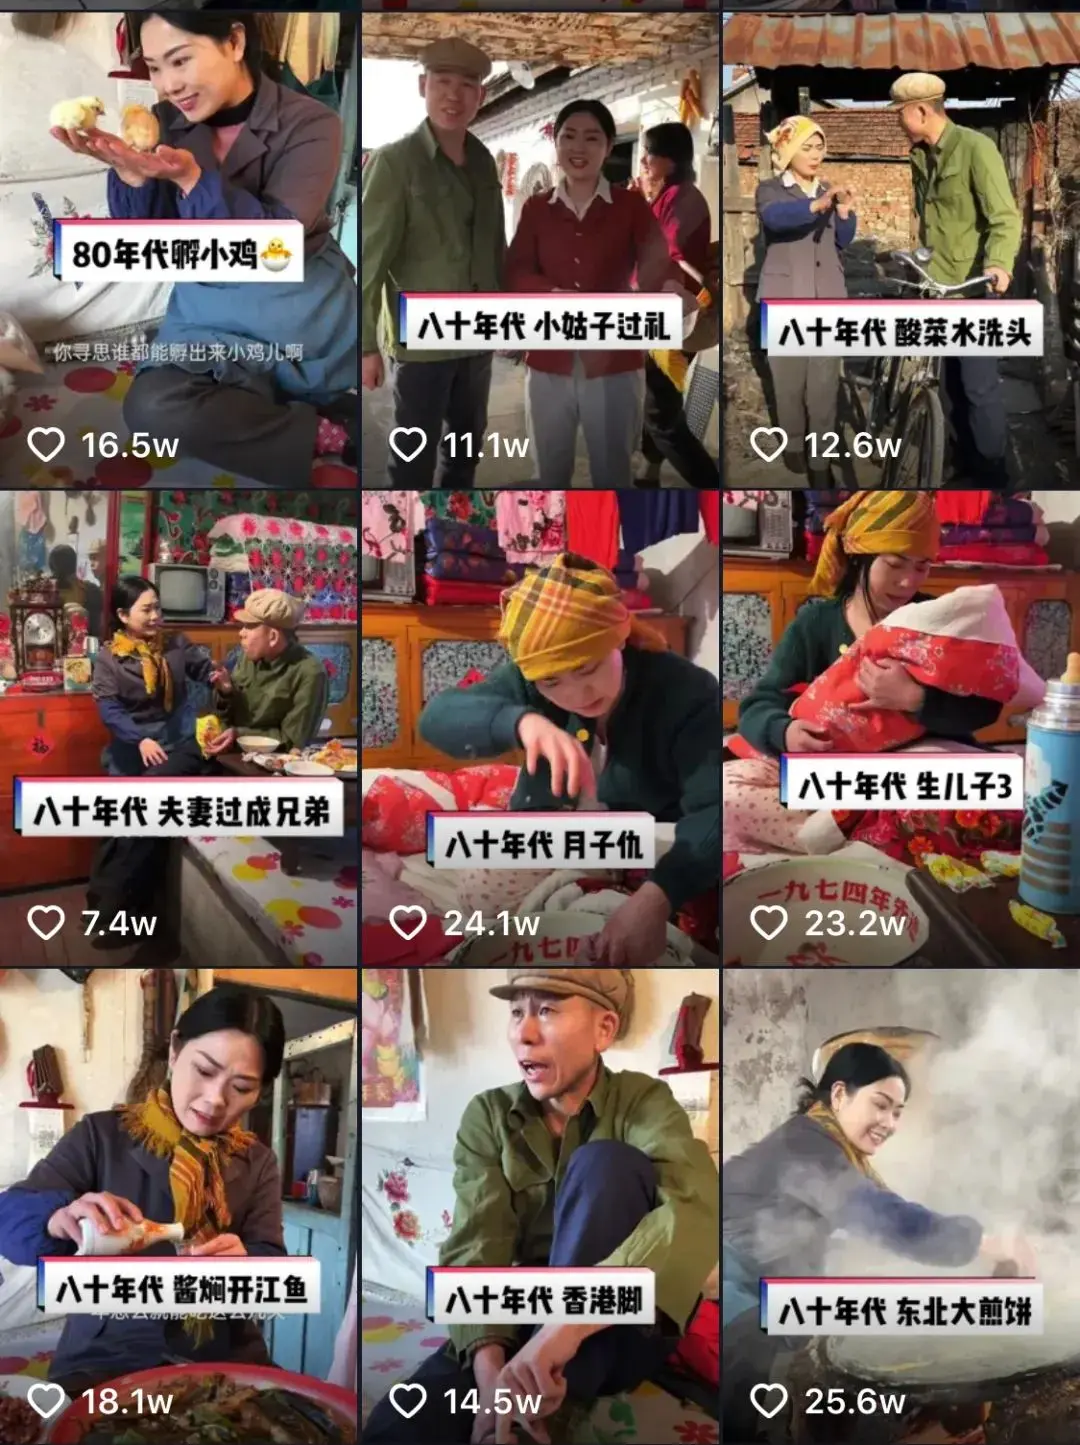 80年代孵小鸡🐣
你寻思谁都能孵出来小鸡儿啊
16.5w
八十年代 小姑子过礼
11.1w
八十年代 酸菜水洗头
12.6w
八十年代 夫妻过成兄弟
7.4w
八十年代 月子仇
一九七四
24.1w
八十年代 生儿子3
一九七四年
23.2w
八十年代 酱焖开江鱼
18.1w
八十年代 香港脚
14.5w
八十年代 东北大煎饼
25.6w